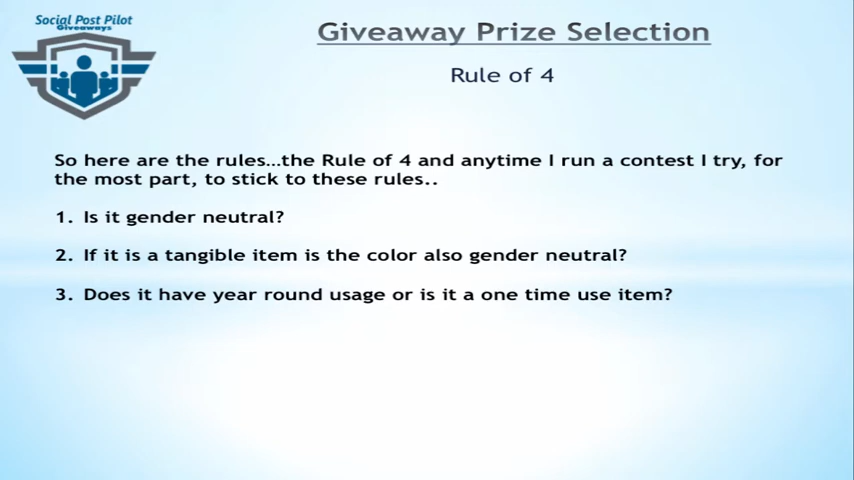 Social Post Pilot
Giveaways
Giveaway Prize Selection
Rule of 4
So here are the rules...the Rule of 4 and anytime I run a contest I try, for
the most part, to stick to these rules..
1. Is it gender neutral?
2. If it is a tangible item is the color also gender neutral?
3. Does it have year round usage or is it a one time use item?